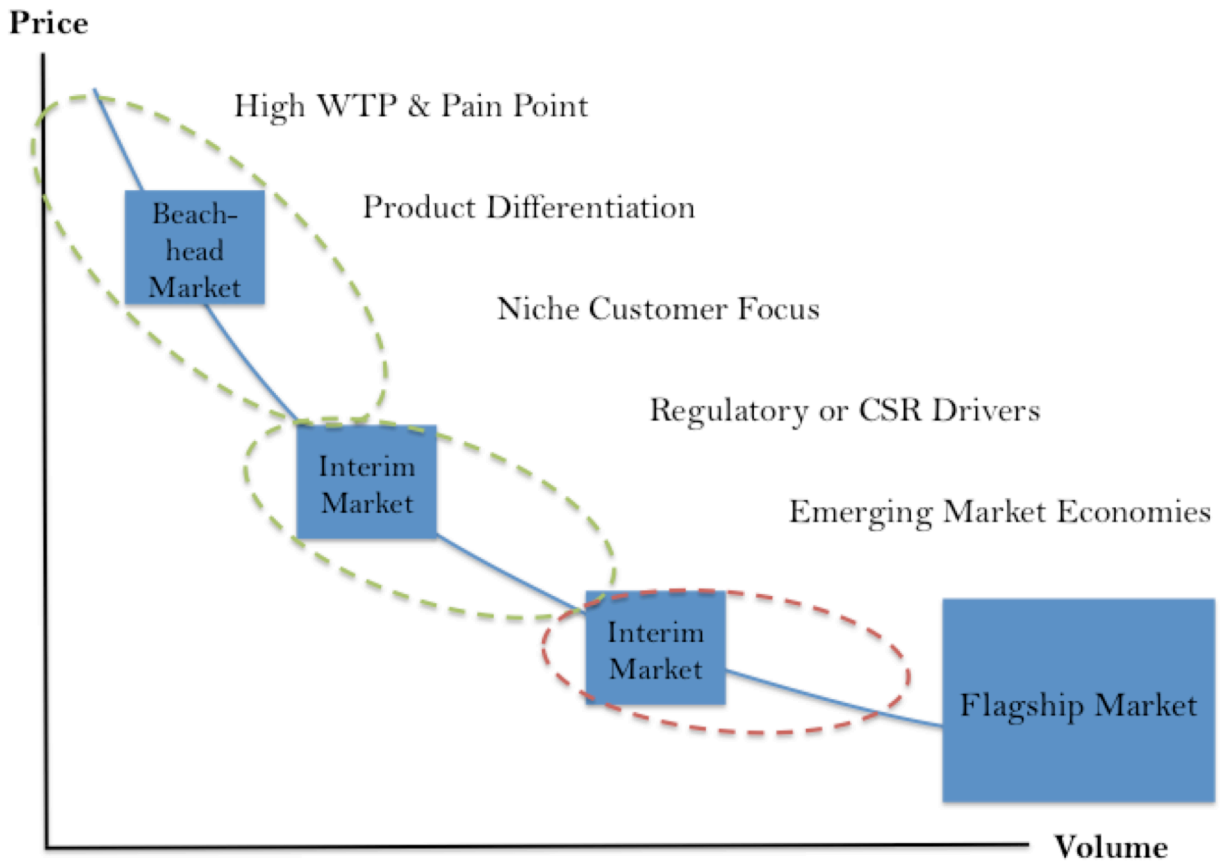 Price
High WTP & Pain Point
Product Differentiation
Beach-
head
Market
Niche Customer Focus
Regulatory or CSR Drivers
Interim
Market
Emerging Market Economies
Interim
Market
Flagship Market
Volume